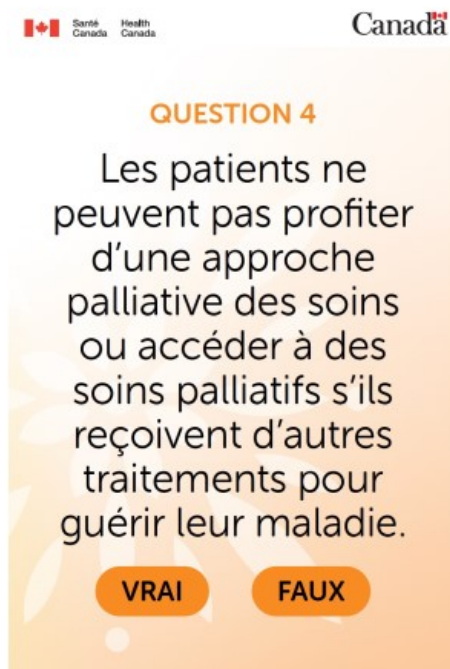 Santé Health
Canada Canada
Canada
QUESTION 4
Les patients ne
peuvent pas profiter
d’une approche
palliative des soins
ou accéder à des
soins palliatifs s’ils
reçoivent d’autres
traitements pour
guérir leur maladie.
VRAI FAUX